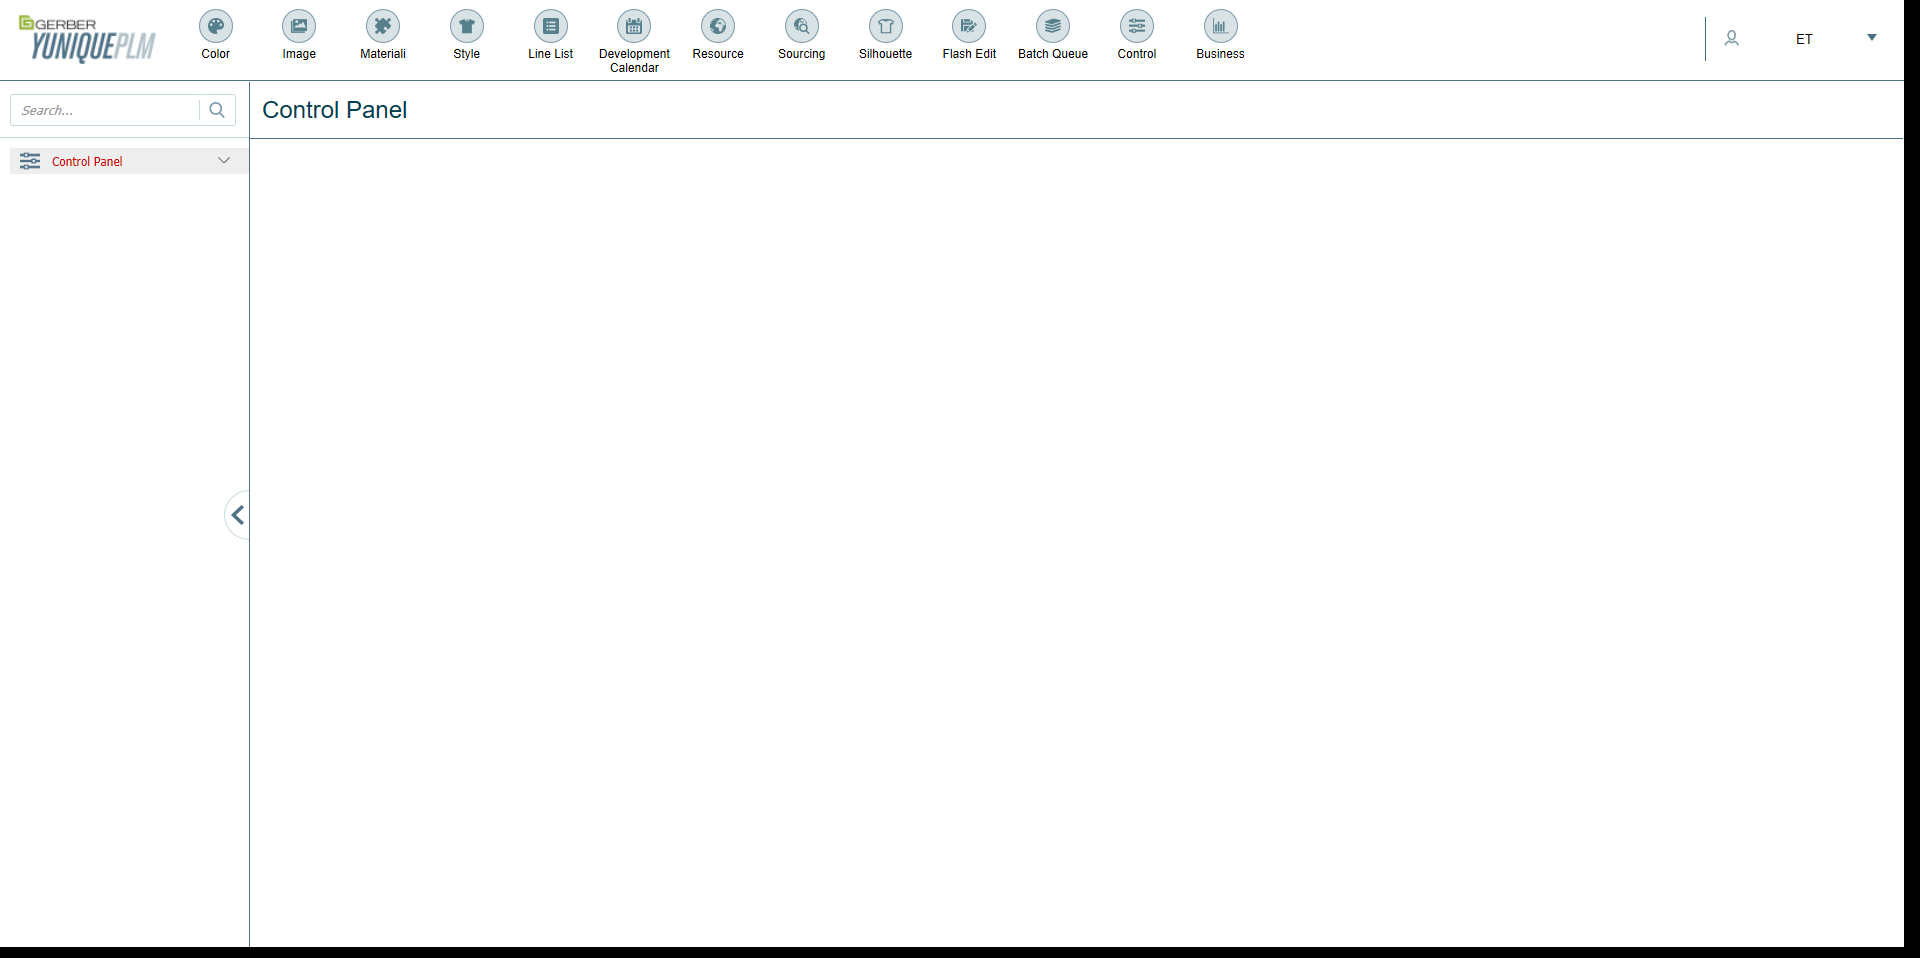 GERBER
YUNIQUEPLM
Color
Image
Materiali
Style
Line List
Development
Calendar
Resource
Sourcing
Silhouette
Flash Edit
Batch Queue
Control
Business
ET
Search...
Control Panel
Control Panel